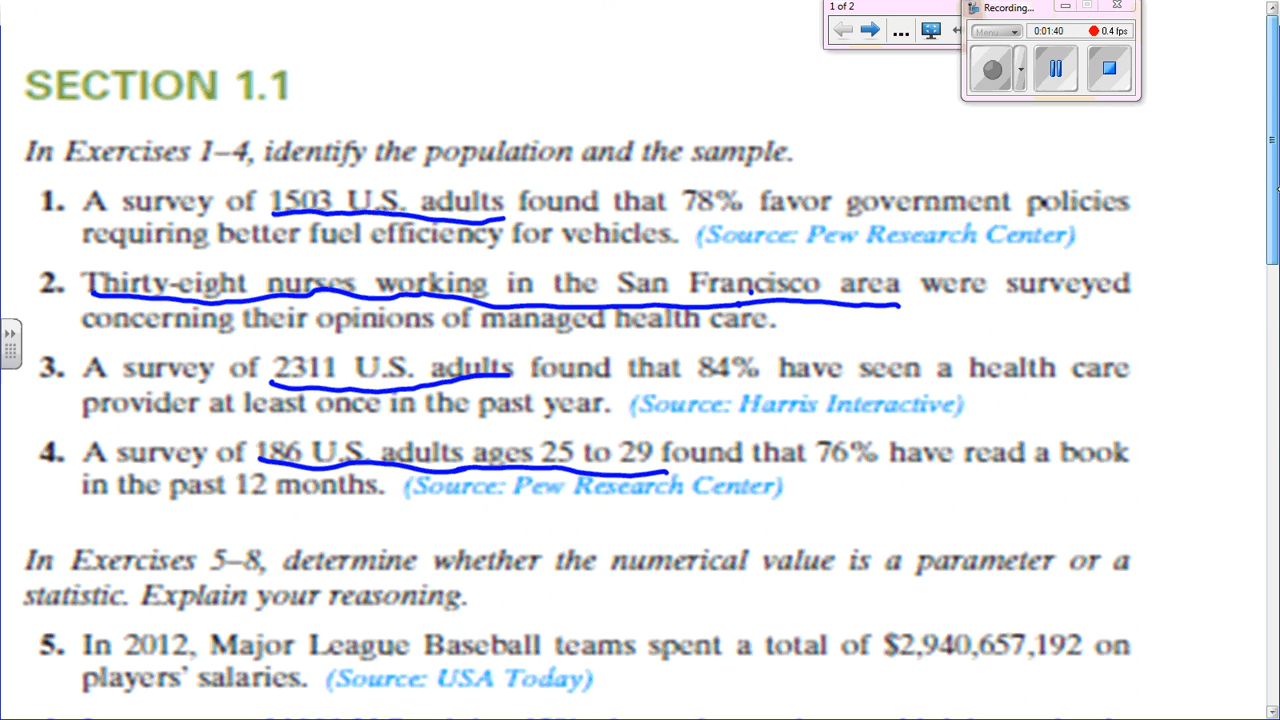 1 of 2
Recording...
Menu
0:01:40
0.4 fps
SECTION 1.1
In Exercises 1–4, identify the population and the sample.
1. A survey of 1503 U.S. adults found that 78% favor government policies
requiring better fuel efficiency for vehicles. (Source: Pew Research Center)
2. Thirty-eight nurses working in the San Francisco area were surveyed
concerning their opinions of managed health care.
3. A survey of 2311 U.S. adults found that 84% have seen a health care
provider at least once in the past year. (Source: Harris Interactive)
4. A survey of 186 U.S. adults ages 25 to 29 found that 76% have read a book
in the past 12 months. (Source: Pew Research Center)
In Exercises 5–8, determine whether the numerical value is a parameter or a
statistic. Explain your reasoning.
5. In 2012, Major League Baseball teams spent a total of $2,940,657,192 on
players' salaries. (Source: USA Today)